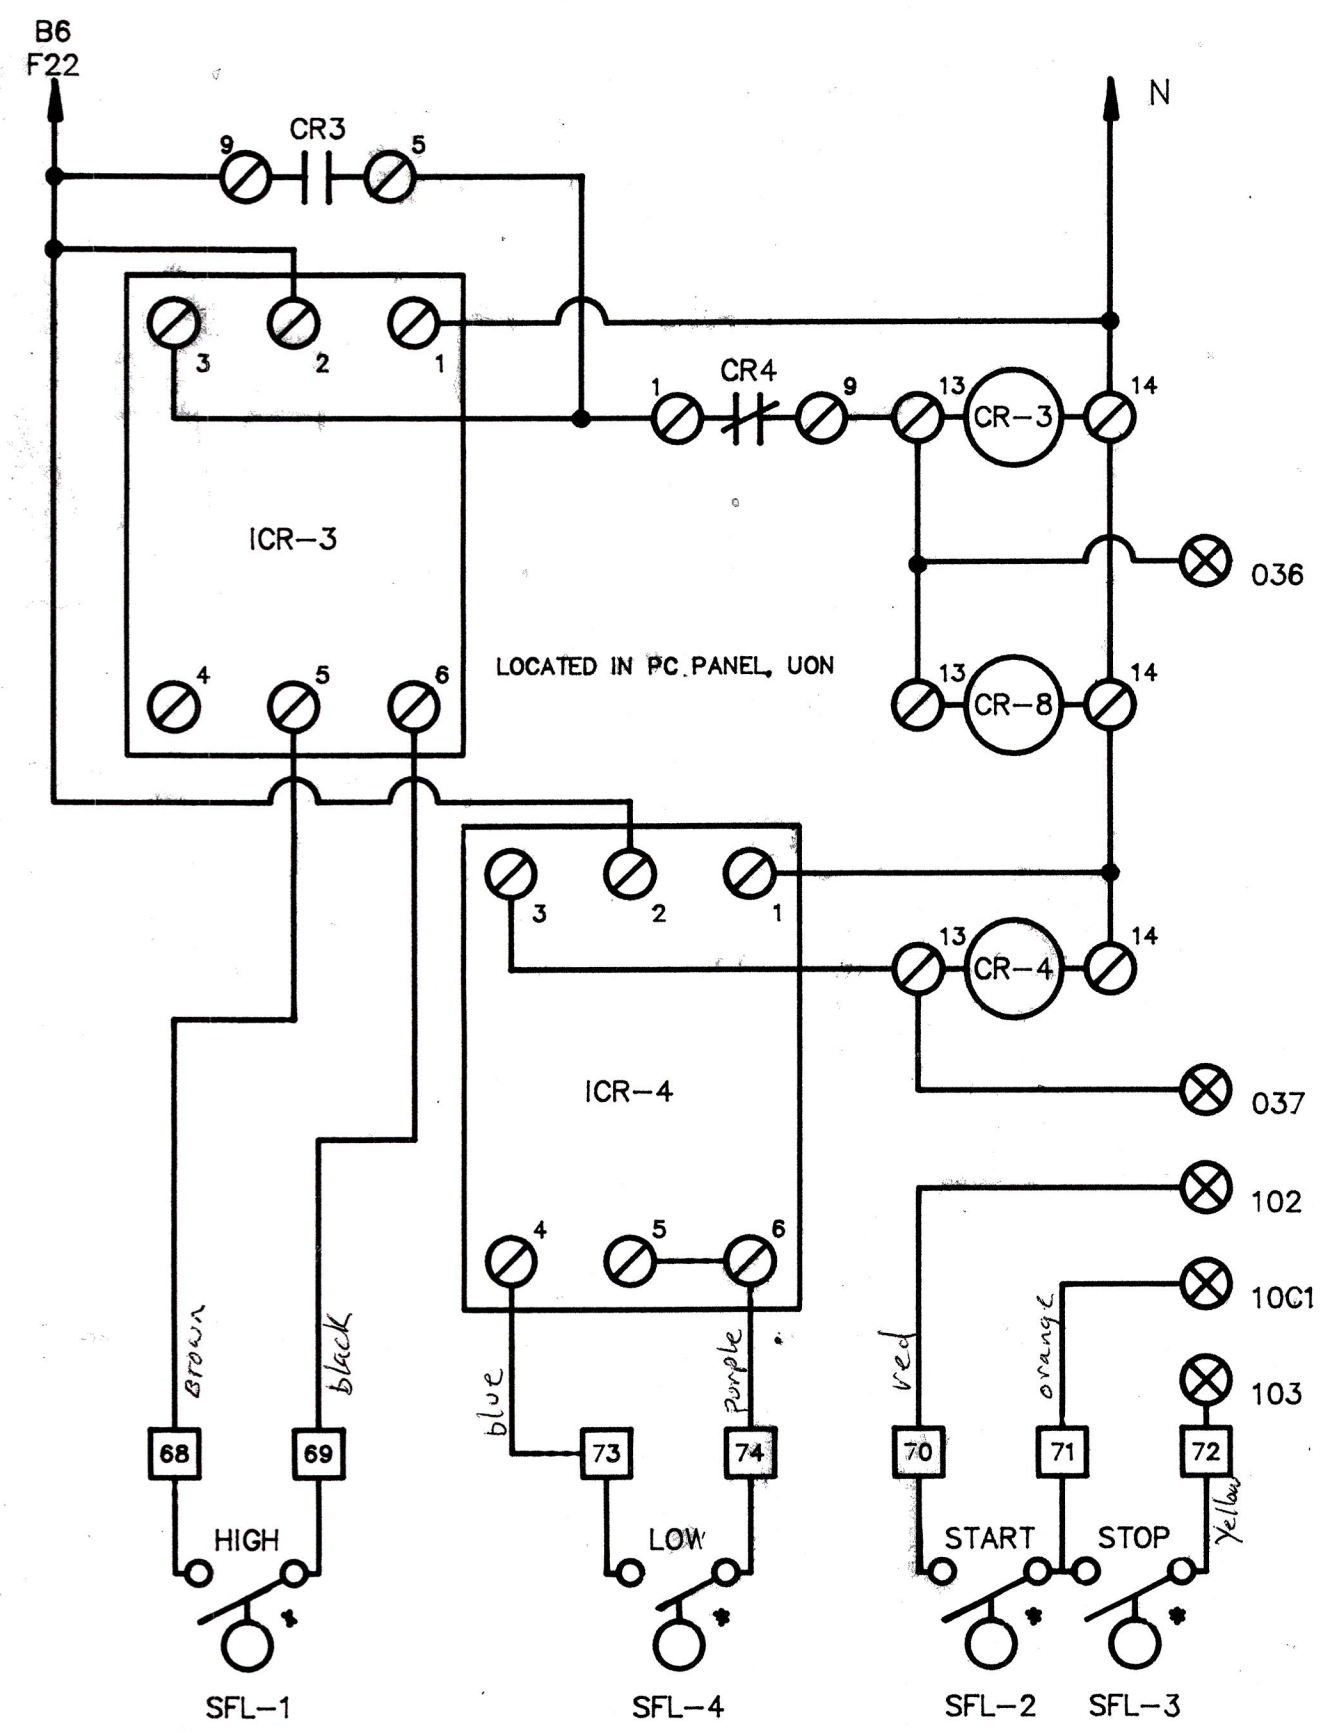 B6
F22
N
CR3
9
5
3
2
1
CR4
1
9
13
CR-3
14
ICR-3
036
LOCATED IN PC PANEL, UON
4
5
6
13
CR-8
14
3
2
1
13
CR-4
14
ICR-4
037
102
4
5
6
10C1
103
Brown
black
blue
purple
red
orange
68
69
73
74
70
71
72
yellow
HIGH
LOW
START
STOP
*
*
*
*
SFL-1
SFL-4
SFL-2
SFL-3